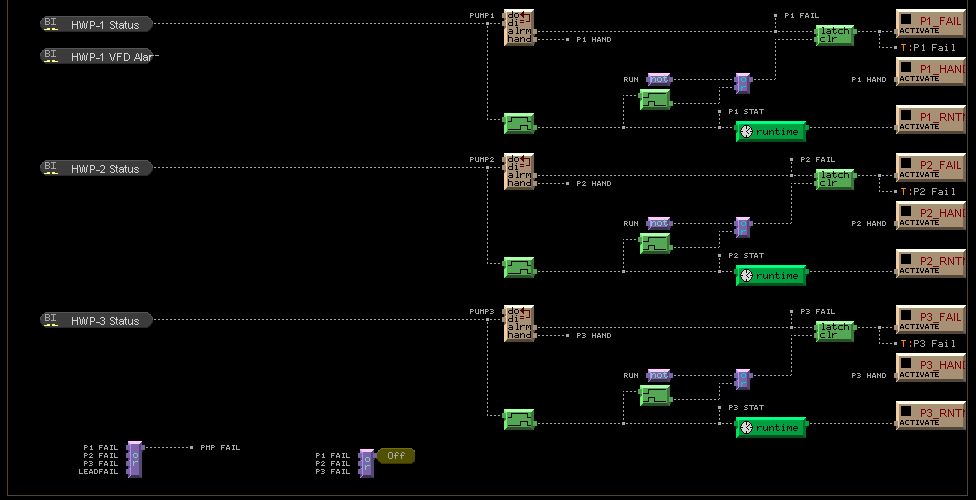 BI HWP-1 Status
BI HWP-1 VFD Alar
PUMP1
do
di=
alrm
hand
P1 HAND
P1 FAIL
latch
clr
P1_FAIL
ACTIVATE
T:P1 Fail
RUN
not
or
P1 HAND
P1_HAN
ACTIVATE
P1 STAT
runtime
P1_RNT
ACTIVATE
BI HWP-2 Status
PUMP2
do
di=
alrm
hand
P2 HAND
P2 FAIL
latch
clr
P2_FAIL
ACTIVATE
T:P2 Fail
RUN
not
or
P2 HAND
P2_HAN
ACTIVATE
P2 STAT
runtime
P2_RNT
ACTIVATE
BI HWP-3 Status
PUMP3
do
di=
alrm
hand
P3 HAND
P3 FAIL
latch
clr
P3_FAIL
ACTIVATE
T:P3 Fail
RUN
not
or
P3 HAND
P3_HAN
ACTIVATE
P3 STAT
runtime
P3_RNT
ACTIVATE
P1 FAIL
P2 FAIL
P3 FAIL
LEADFAIL
or
PMP FAIL
P1 FAIL
P2 FAIL
P3 FAIL
or
Off